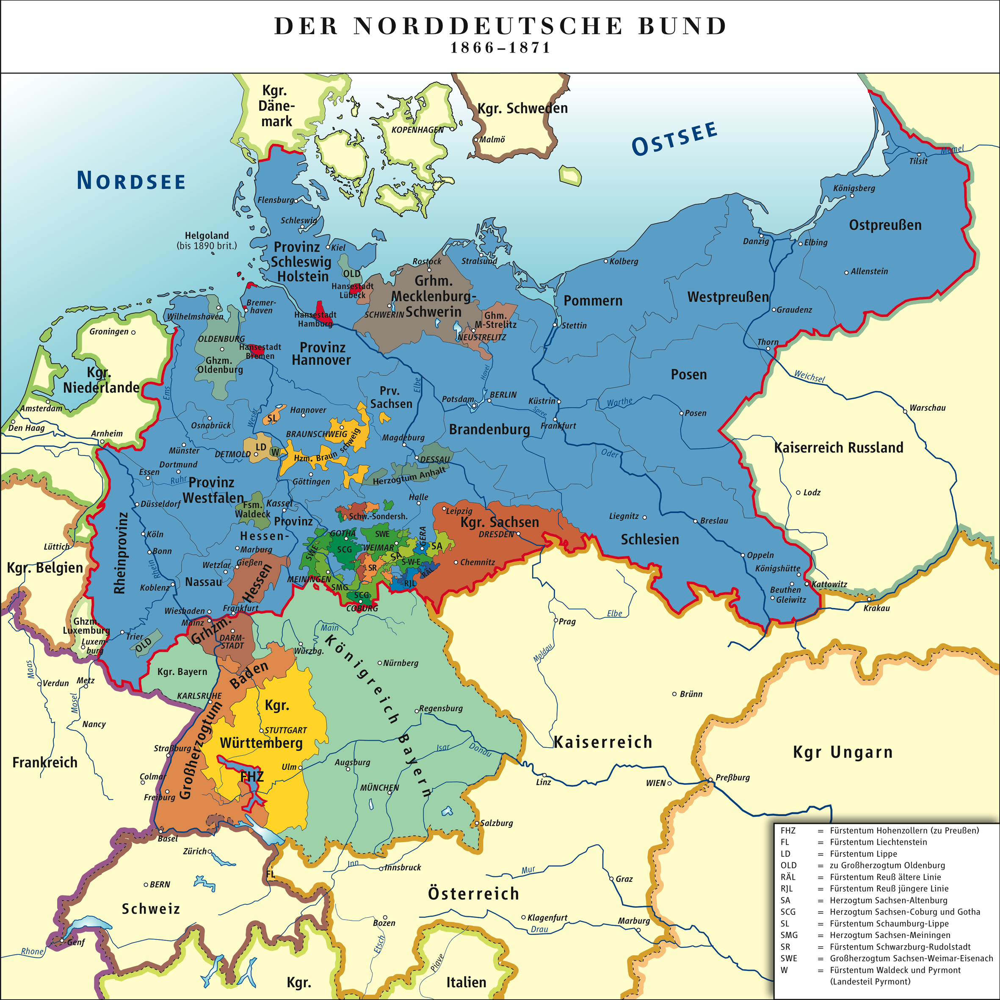 DER NORDDEUTSCHE BUND
1866–1871
Kgr.
Däne-
mark
Kgr. Schweden
KOPENHAGEN
Malmö
OSTSEE
NORDSEE
Memel
Tilsit
Königsberg
Ostpreußen
Flensburg
Schleswig
Helgoland
(bis 1890 brit.)
Provinz
Schleswig
Holstein
Kiel
Danzig
Elbing
Allenstein
Rostock
Stralsund
Kolberg
OLD
Hansestadt
Lübeck
Grhm.
Mecklenburg-
Schwerin
SCHWERIN
Pommern
Westpreußen
Graudenz
Bremer-
haven
Wilhelmshaven
Hansestadt
Hamburg
Ghm.
M-Strelitz
NEUSTRELITZ
Stettin
Groningen
OLDENBURG
Ghzm.
Oldenburg
Hansestadt
Bremen
Provinz
Hannover
Thorn
Kgr.
Niederlande
Ems
Elbe
Havel
Posen
Weichsel
Prv.
Sachsen
Potsdam
BERLIN
Küstrin
Warthe
Spree
Posen
Warschau
Amsterdam
Den Haag
Arnheim
Osnabrück
Weser
SL
Hannover
BRAUNSCHWEIG
Hzm. Braun schweig
Magdeburg
Brandenburg
Frankfurt
Kaiserreich Russland
Münster
DETMOLD
LD
W
DESSAU
Herzogtum Anhalt
Oder
Dortmund
Essen
Ruhr
Göttingen
Provinz
Westfalen
Halle
Lodz
Düsseldorf
Fsm.
Waldeck
Kassel
Provinz
Hessen-
Schw.-Sondersh.
Leipzig
Kgr. Sachsen
DRESDEN
Liegnitz
Breslau
Rheinprovinz
Köln
Bonn
Rhein
Lüttich
Marburg
GOTHA
SWE
SCG
SWE
WEIMAR
GERA
SA
SA
S-W-E
Schlesien
Oppeln
Kgr. Belgien
Wetzlar
Gießen
Nassau
Hessen
SR
RÄL
RJL
Chemnitz
Königshütte
Kattowitz
Beuthen
Gleiwitz
Koblenz
MEININGEN
SMG
SCG
COBURG
Krakau
Wiesbaden
Mainz
Frankfurt
Grhzm.
DARM-
STADT
Ghzm.
Luxemburg
Luxem-
burg
Trier
OLD
Main
Würzbg.
Prag
Elbe
Moldau
Kgr. Bayern
Baden
Königreich Bayern
Nürnberg
Maas
Verdun
Metz
Mosel
KARLSRUHE
Brünn
Nancy
Kgr.
Württemberg
STUTTGART
Regensburg
Straßburg
Großherzogtum
Isar
Donau
Kaiserreich
Kgr Ungarn
Frankreich
Colmar
Freiburg
FHZ
Ulm
Augsburg
MÜNCHEN
Linz
WIEN
Preßburg
Salzburg
Basel
Zürich
FL
Inn
Innsbruck
Mur
Graz
BERN
Schweiz
Österreich
Bozen
Etsch
Klagenfurt
Drau
Marburg
Genf
Rhone
Piave
Kgr.
Italien
FHZ = Fürstentum Hohenzollern (zu Preußen)
FL = Fürstentum Liechtenstein
LD = Fürstentum Lippe
OLD = zu Großherzogtum Oldenburg
RÄL = Fürstentum Reuß ältere Linie
RJL = Fürstentum Reuß jüngere Linie
SA = Herzogtum Sachsen-Altenburg
SCG = Herzogtum Sachsen-Coburg und Gotha
SL = Fürstentum Schaumburg-Lippe
SMG = Herzogtum Sachsen-Meiningen
SR = Fürstentum Schwarzburg-Rudolstadt
SWE = Großherzogtum Sachsen-Weimar-Eisenach
W = Fürstentum Waldeck und Pyrmont
(Landesteil Pyrmont)